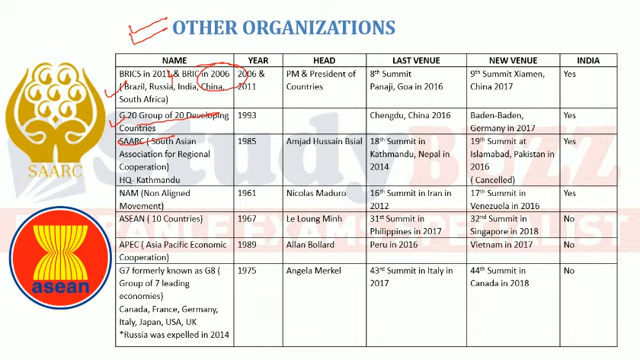 OTHER ORGANIZATIONS
NAME YEAR HEAD LAST VENUE NEW VENUE INDIA
BRICS in 2011 & BRIC in 2006 2006 & PM & President of 8th Summit 9th Summit Xiamen, Yes
( Brazil, Russia, India, China, 2011 Countries Panaji, Goa in 2016 China 2017
South Africa)
G 20 Group of 20 Developing 1993 Chengdu, China 2016 Baden-Baden, Yes
Countries Germany in 2017
SAARC ( South Asian 1985 Amjad Hussain Bsial 18th Summit in 19th Summit at Yes
Association for Regional Kathmandu, Nepal in Islamabad, Pakistan in
Cooperation) 2014 2016
HQ- Kathmandu (Cancelled)
NAM (Non Aligned 1961 Nicolas Maduro 16th Summit in Iran in 17th Summit in Yes
Movement) 2012 Venezuela in 2016
ASEAN ( 10 Countries) 1967 Le Loung Minh 31st Summit in 32nd Summit in No
Philippines in 2017 Singapore in 2018
APEC ( Asia Pacific Economic 1989 Allan Bollard Peru in 2016 Vietnam in 2017 No
Cooperation)
G7 formerly known as G8 ( 1975 Angela Merkel 43rd Summit in Italy in 44th Summit in No
Group of 7 leading 2017 Canada in 2018
economies)
Canada, France, Germany,
Italy, Japan, USA, UK
*Russia was expelled in 2014
SAARC
asean